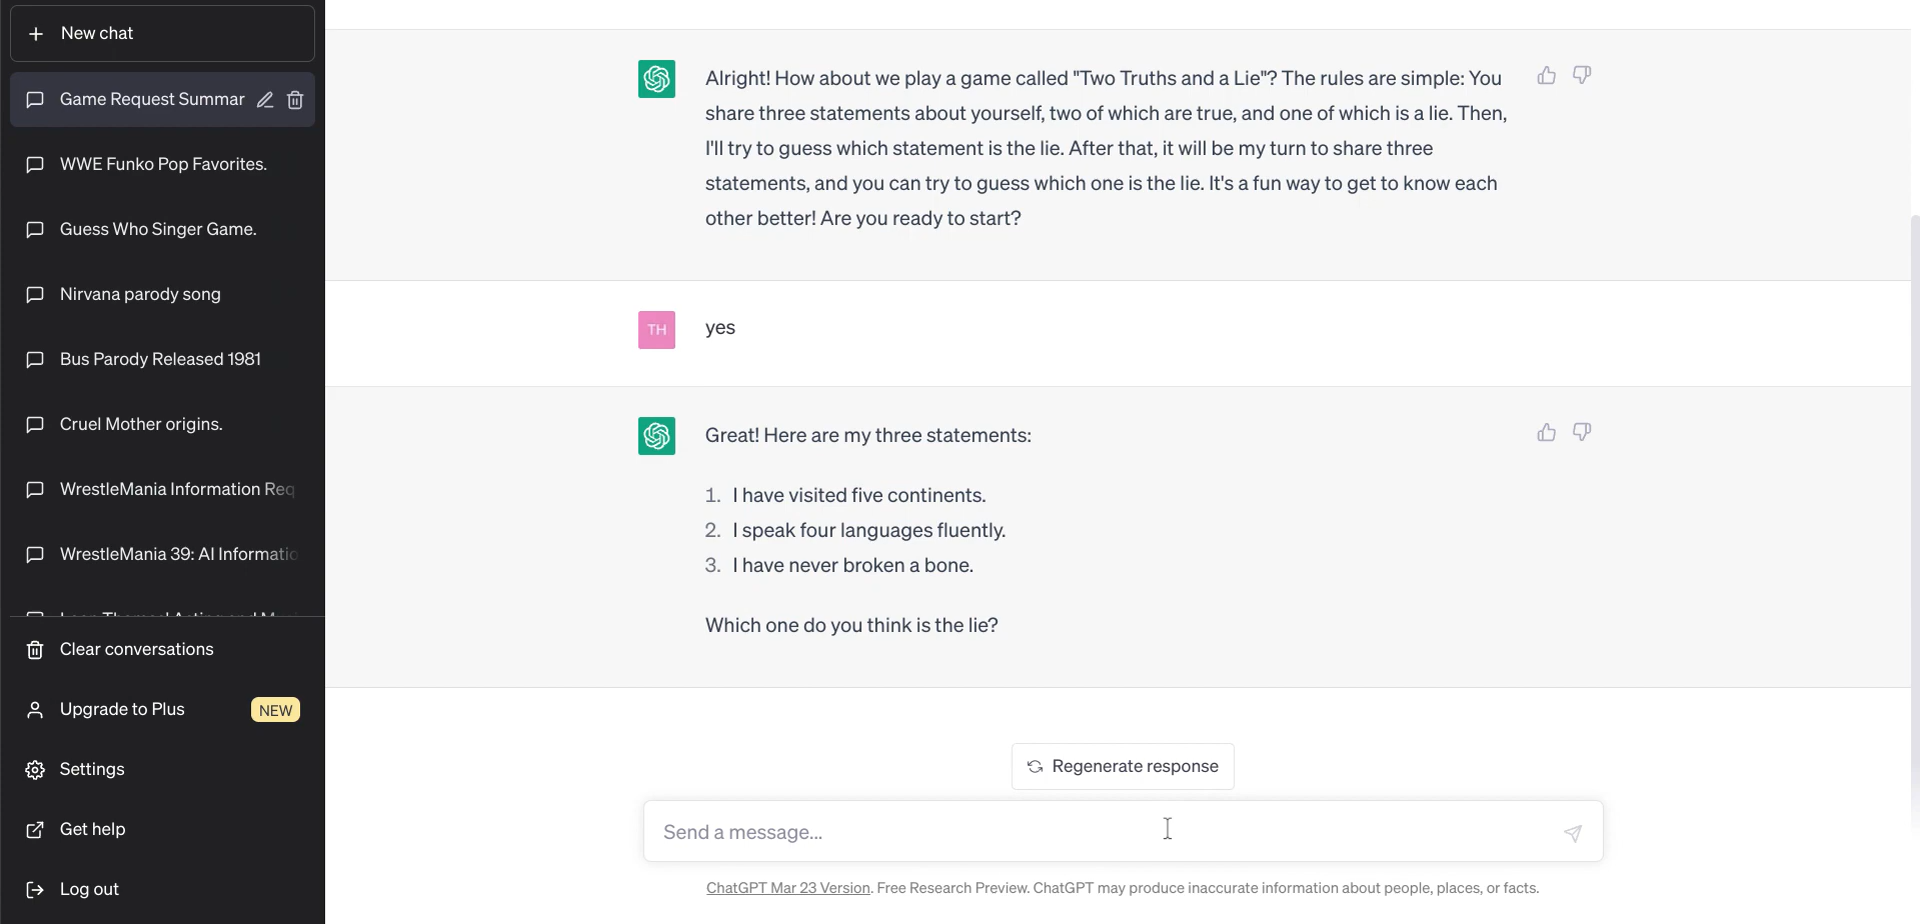 New chat
Game Request Summar
WWE Funko Pop Favorites.
Guess Who Singer Game.
Nirvana parody song
Bus Parody Released 1981
Cruel Mother origins.
WrestleMania Information Req
WrestleMania 39: AI Informatio
Clear conversations
Upgrade to Plus NEW
Settings
Get help
Log out
Alright! How about we play a game called "Two Truths and a Lie"? The rules are simple: You
share three statements about yourself, two of which are true, and one of which is a lie. Then,
I'll try to guess which statement is the lie. After that, it will be my turn to share three
statements, and you can try to guess which one is the lie. It's a fun way to get to know each
other better! Are you ready to start?
TH yes
Great! Here are my three statements:
1. I have visited five continents.
2. I speak four languages fluently.
3. I have never broken a bone.
Which one do you think is the lie?
Regenerate response
Send a message...
ChatGPT Mar 23 Version. Free Research Preview. ChatGPT may produce inaccurate information about people, places, or facts.